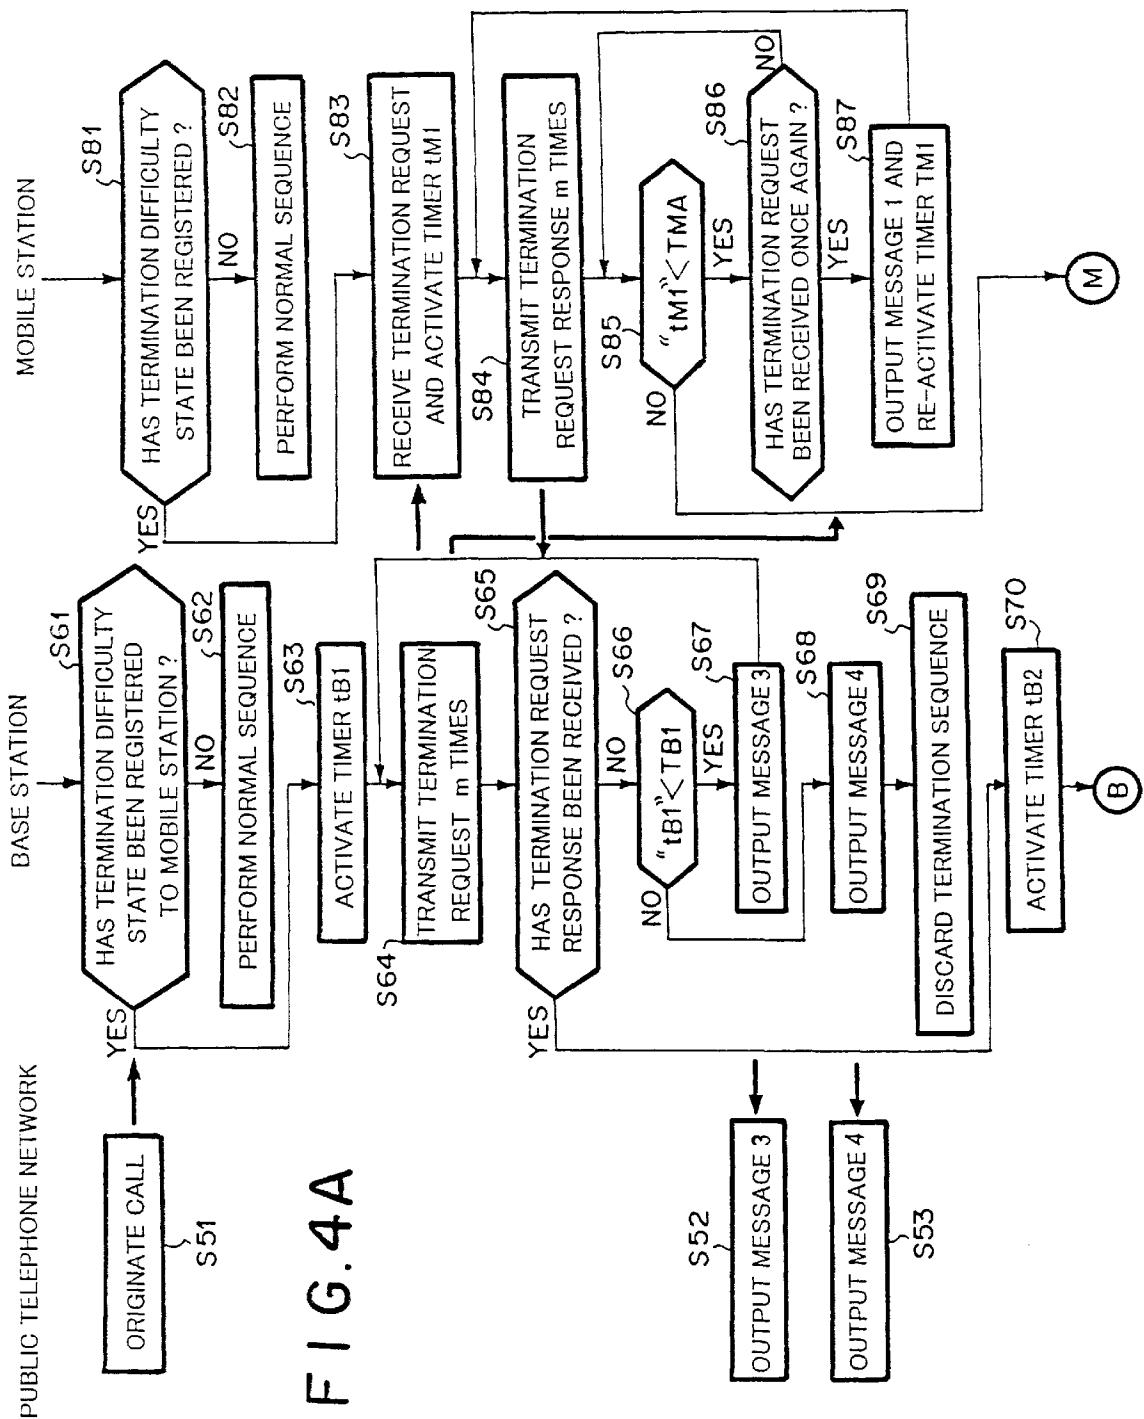 PUBLIC TELEPHONE NETWORK
ORIGINATE CALL
S51
S52
OUTPUT MESSAGE 3
OUTPUT MESSAGE 4
S53
BASE STATION
S61
HAS TERMINATION DIFFICULTY
STATE BEEN REGISTERED
TO MOBILE STATION ?
YES
NO
S62
PERFORM NORMAL SEQUENCE
S63
ACTIVATE TIMER tB1
S64
TRANSMIT TERMINATION
REQUEST m TIMES
S65
HAS TERMINATION REQUEST
RESPONSE BEEN RECEIVED ?
YES
NO
S66
"tB1"<TB1
NO
YES
S67
OUTPUT MESSAGE 3
S68
OUTPUT MESSAGE 4
S69
DISCARD TERMINATION SEQUENCE
S70
ACTIVATE TIMER tB2
B
MOBILE STATION
S81
HAS TERMINATION DIFFICULTY
STATE BEEN REGISTERED ?
YES
NO
S82
PERFORM NORMAL SEQUENCE
S83
RECEIVE TERMINATION REQUEST
AND ACTIVATE TIMER tM1
S84
TRANSMIT TERMINATION
REQUEST RESPONSE m TIMES
S85
"tM1"<TMA
NO
YES
S86
HAS TERMINATION REQUEST
BEEN RECEIVED ONCE AGAIN ?
NO
YES
S87
OUTPUT MESSAGE 1 AND
RE-ACTIVATE TIMER TM1
M
FIG.4A